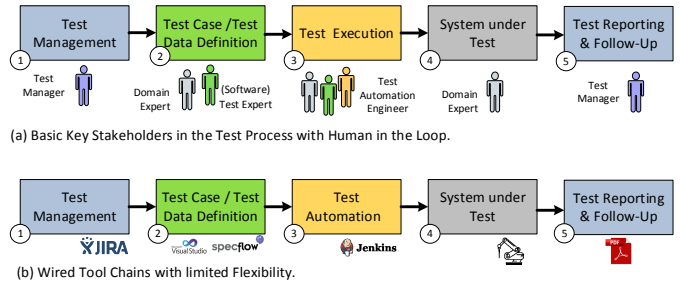 Test
Management
Test Case /Test
Data Definition
Test Execution
System under
Test
Test Reporting
& Follow-Up
1
2
3
4
5
Test
Manager
Domain
Expert
(Software)
Test Expert
Test
Automation
Engineer
Domain
Expert
Test
Manager
(a) Basic Key Stakeholders in the Test Process with Human in the Loop.
Test
Management
Test Case / Test
Data Definition
Test
Automation
System under
Test
Test Reporting
& Follow-Up
1
2
3
4
5
JIRA
Visual Studio
specflow
Jenkins
PDF
(b) Wired Tool Chains with limited Flexibility.